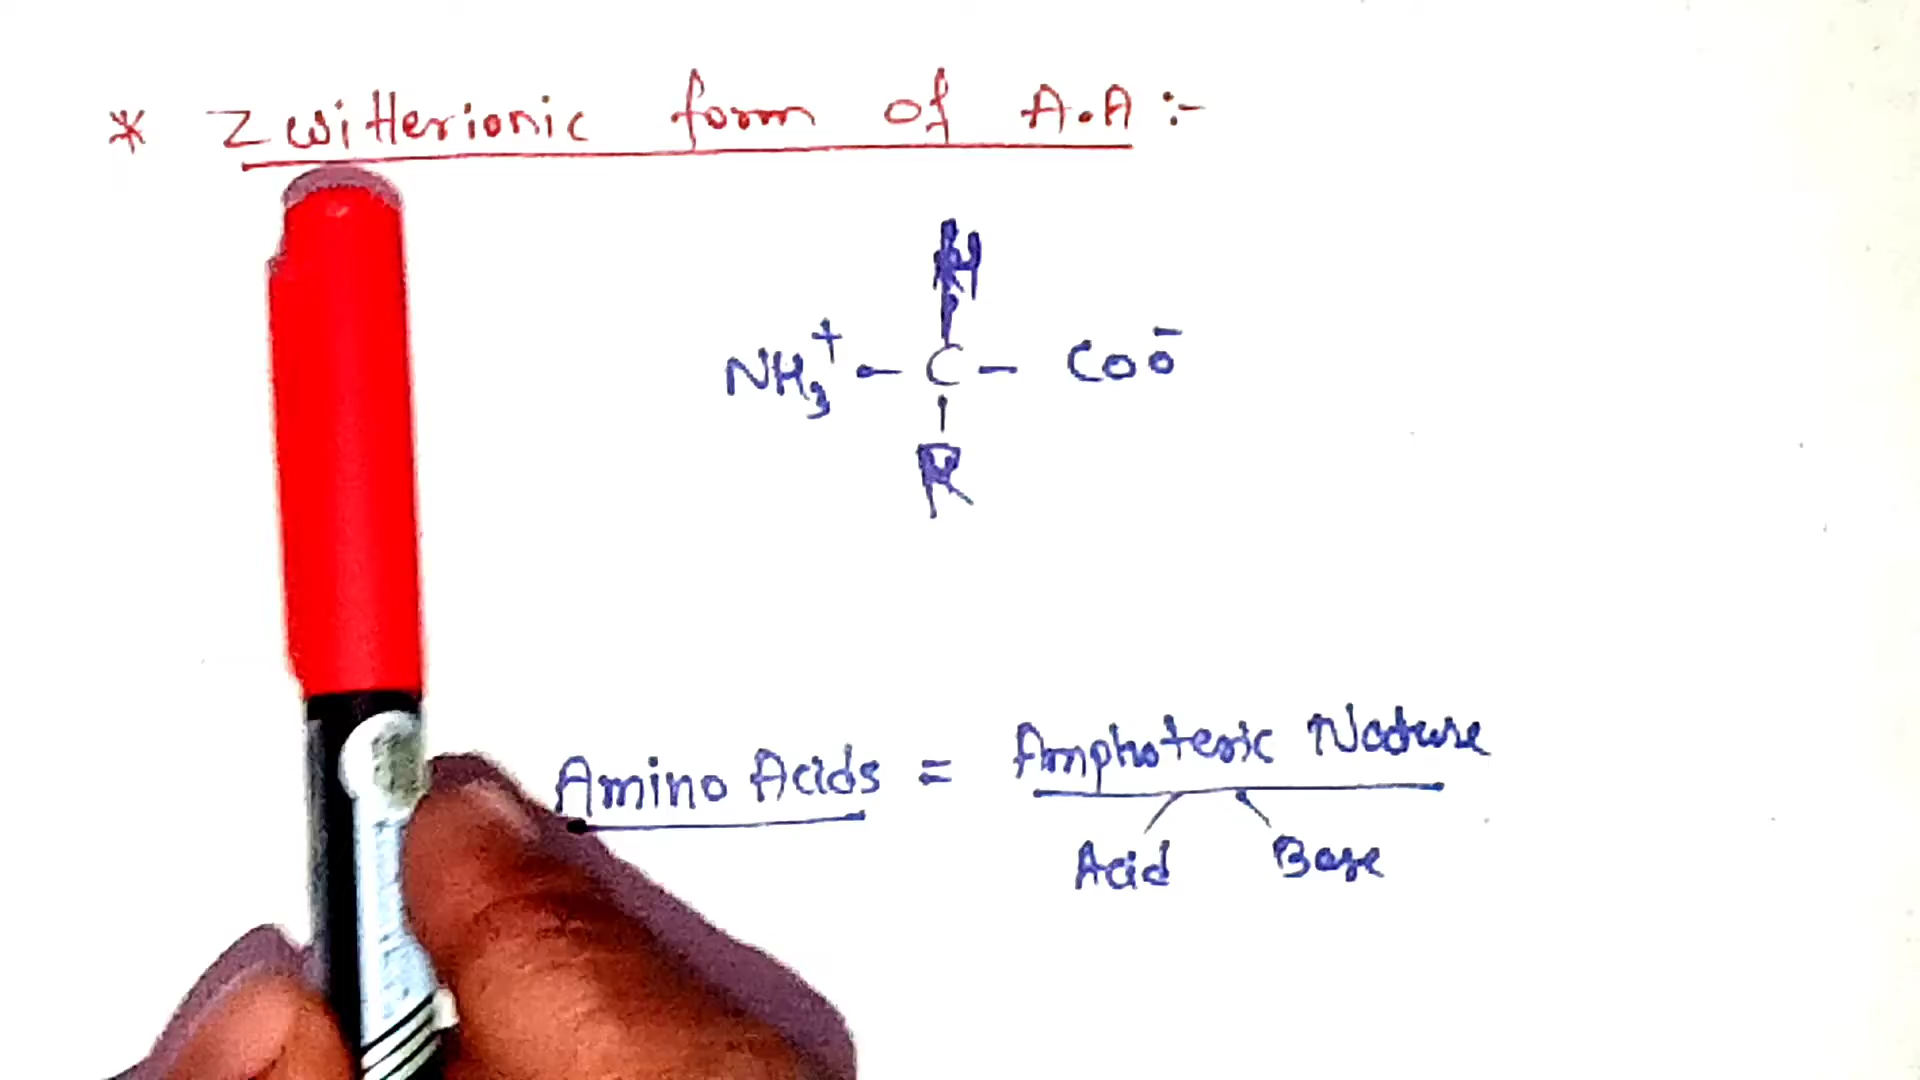 * Zwitterionic form of A.A :-
H
NH₃⁺ - C - COO⁻
R
Amino Acids = Amphoteric Nature
Acid Base